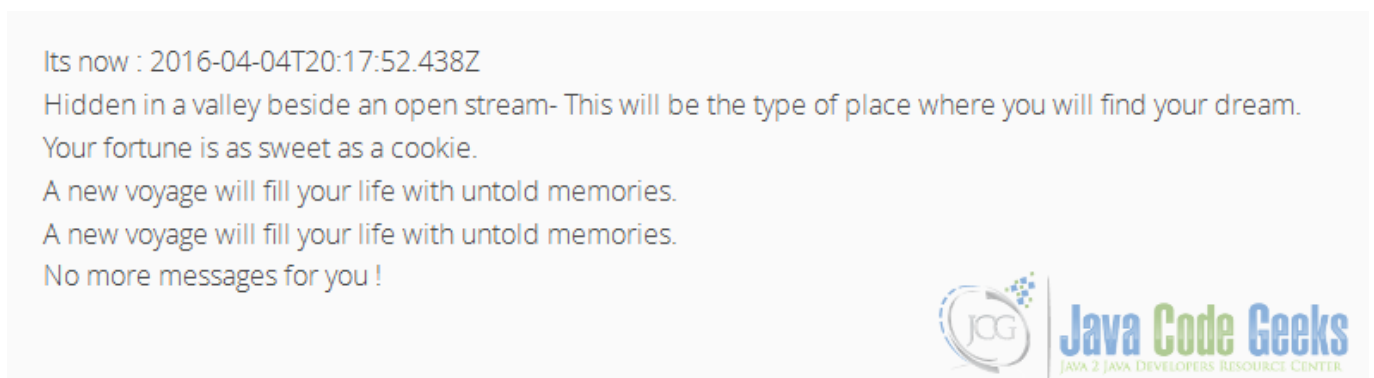 Its now : 2016-04-04T20:17:52.438Z
Hidden in a valley beside an open stream- This will be the type of place where you will find your dream.
Your fortune is as sweet as a cookie.
A new voyage will fill your life with untold memories.
A new voyage will fill your life with untold memories.
No more messages for you !
JCG
Java Code Geeks
JAVA 2 JAVA DEVELOPERS RESOURCE CENTER